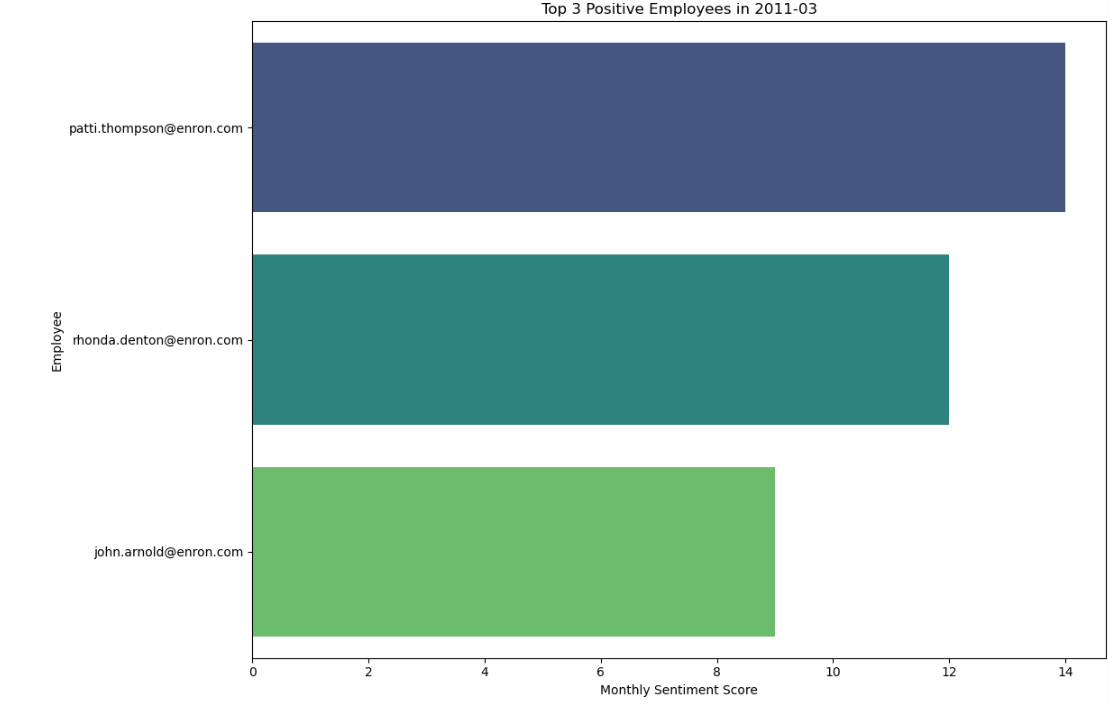 Top 3 Positive Employees in 2011-03
patti.thompson@enron.com
rhonda.denton@enron.com
john.arnold@enron.com
Employee
0 2 4 6 8 10 12 14
Monthly Sentiment Score